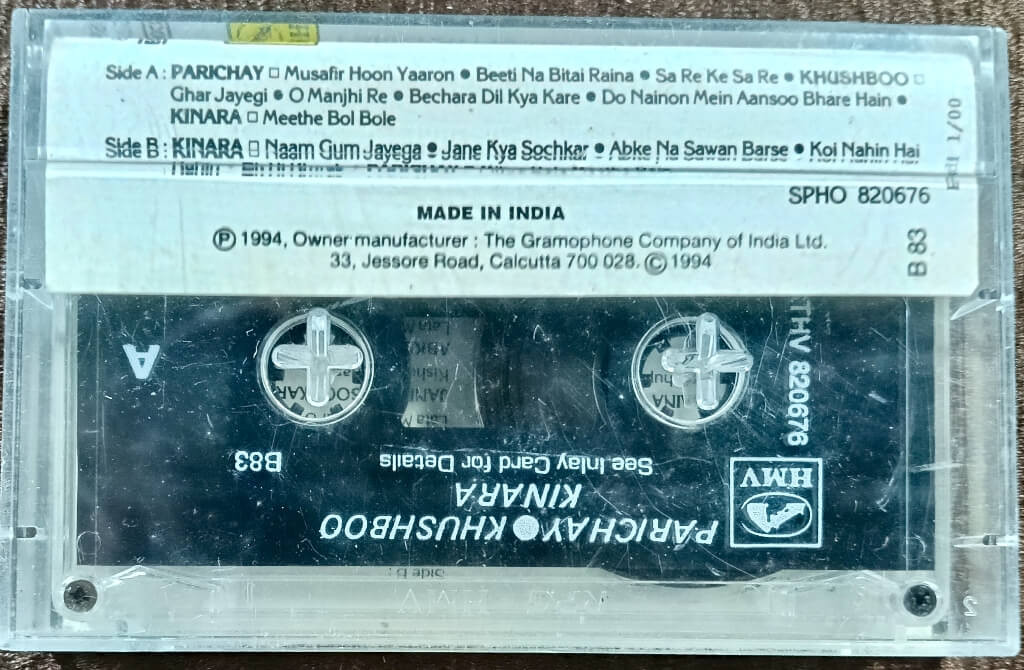 Side A : PARICHAY □ Musafir Hoon Yaaron ● Beeti Na Bitai Raina ● Sa Re Ke Sa Re ● KHUSHBOO □
Ghar Jayegi ● O Manjhi Re ● Bechara Dil Kya Kare ● Do Nainon Mein Aansoo Bhare Hain ●
KINARA □ Meethe Bol Bole
Side B : KINARA □ Naam Gum Jayega ● Jane Kya Sochkar ● Abke Na Sawan Barse ● Koi Nahin Hai
SPHO 820676
MADE IN INDIA
℗ 1994, Owner manufacturer : The Gramophone Company of India Ltd.
33, Jessore Road, Calcutta 700 028. © 1994
1/00
B 83
A
THV 820676
B83
See Inlay Card for Details
HMV
PARICHAY ● KHUSHBOO
KINARA
Side B :